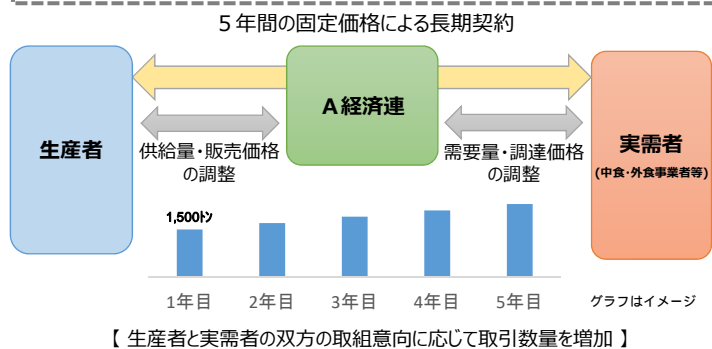 5年間の固定価格による長期契約
生産者
A経済連
実需者
(中食・外食事業者等)
供給量・販売価格
の調整
需要量・調達価格
の調整
1,500トン
1年目
2年目
3年目
4年目
5年目
グラフはイメージ
【 生産者と実需者の双方の取組意向に応じて取引数量を増加 】